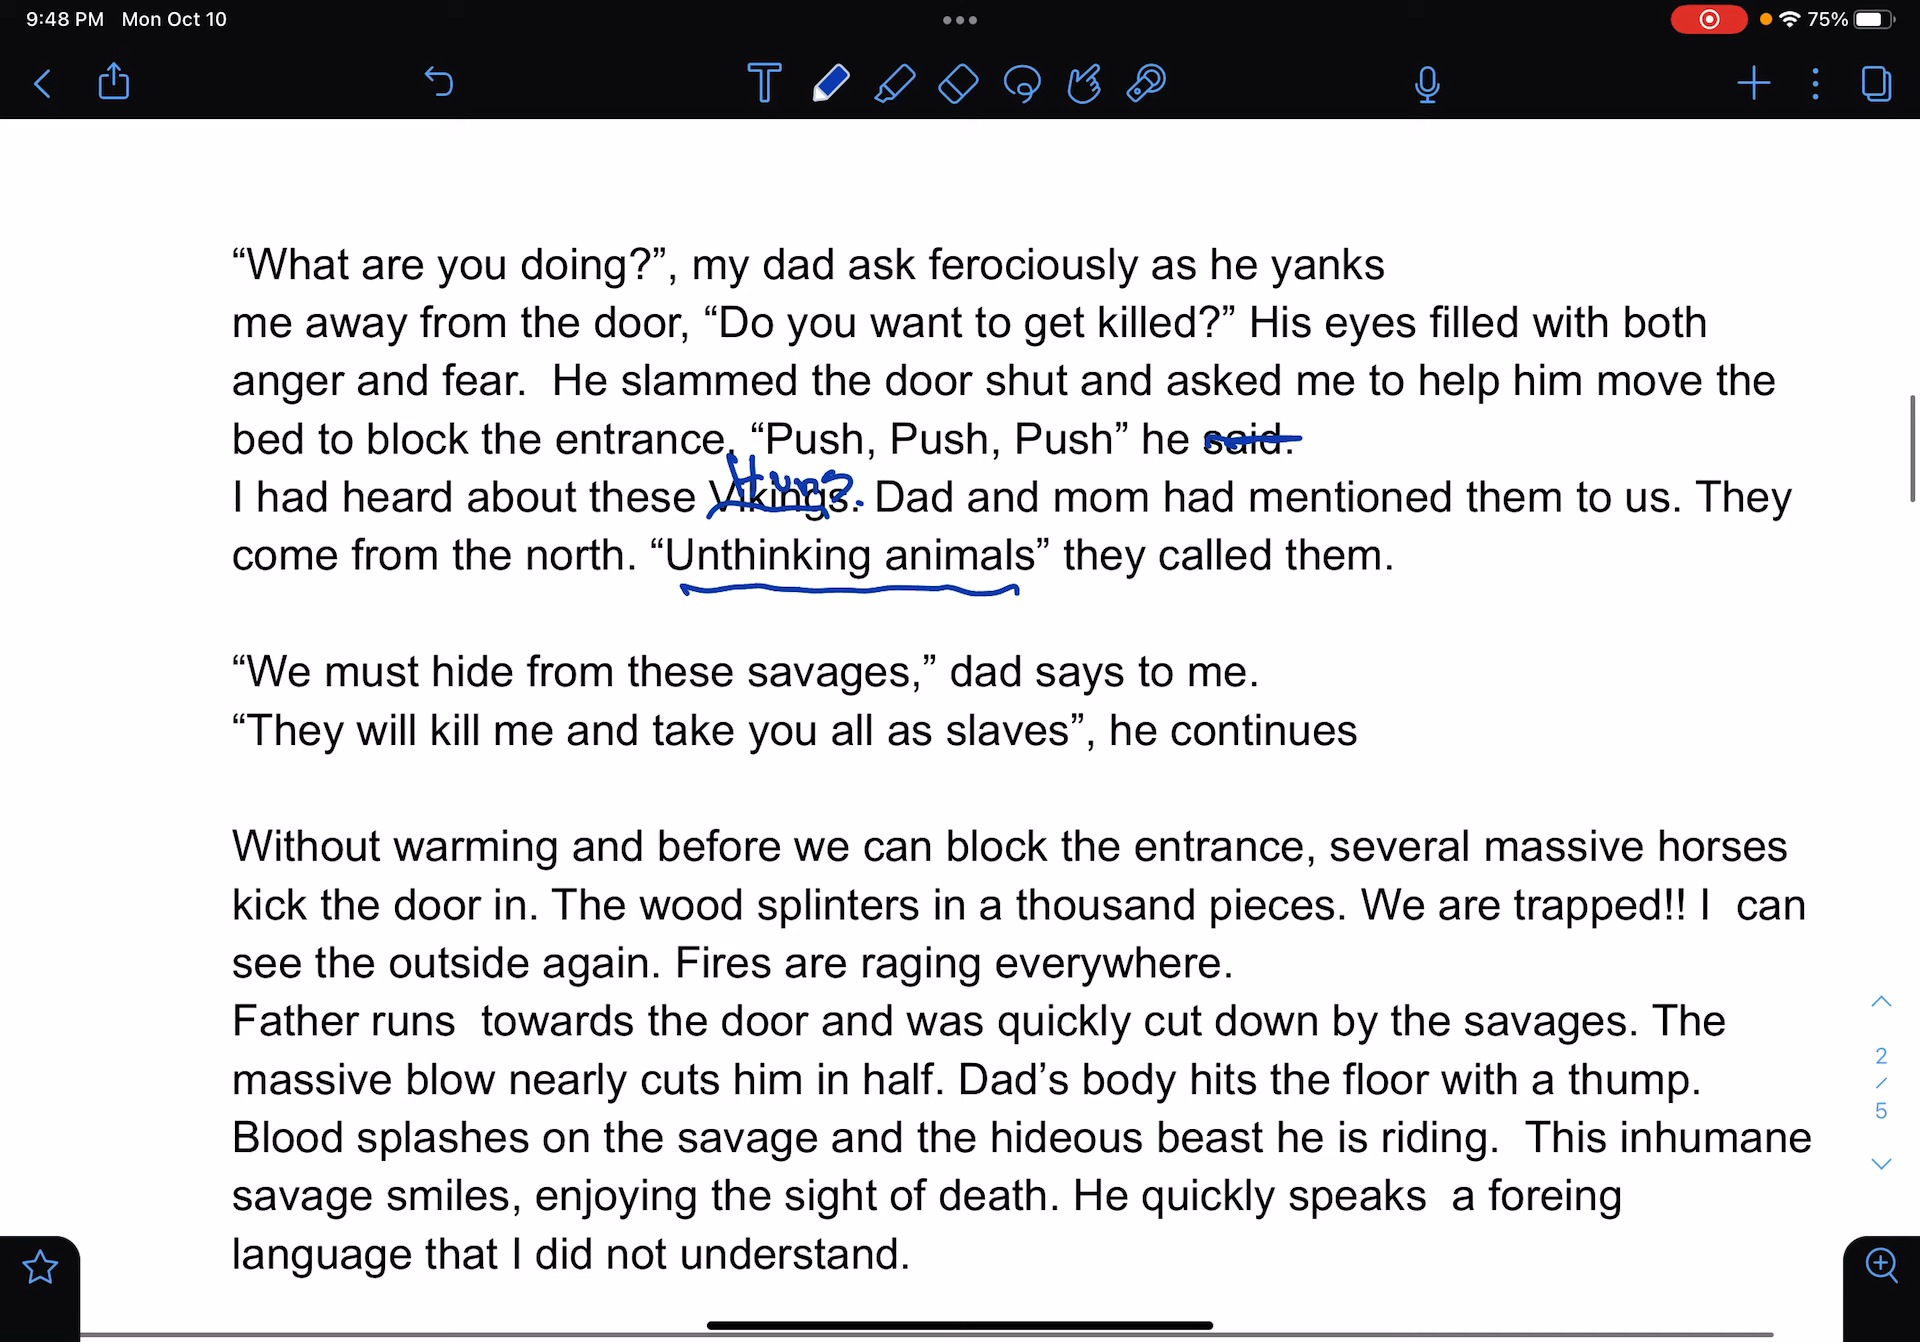 9:48 PM Mon Oct 10
75%
“What are you doing?”, my dad ask ferociously as he yanks
me away from the door, “Do you want to get killed?” His eyes filled with both
anger and fear.  He slammed the door shut and asked me to help him move the
bed to block the entrance, “Push, Push, Push” he said.
Huns
I had heard about these Vikings. Dad and mom had mentioned them to us. They
come from the north. “Unthinking animals” they called them.
“We must hide from these savages,” dad says to me.
“They will kill me and take you all as slaves”, he continues
Without warming and before we can block the entrance, several massive horses
kick the door in. The wood splinters in a thousand pieces. We are trapped!! I  can
see the outside again. Fires are raging everywhere.
Father runs  towards the door and was quickly cut down by the savages. The
massive blow nearly cuts him in half. Dad’s body hits the floor with a thump.
Blood splashes on the savage and the hideous beast he is riding.  This inhumane
savage smiles, enjoying the sight of death. He quickly speaks  a foreing
language that I did not understand.
2
/
5